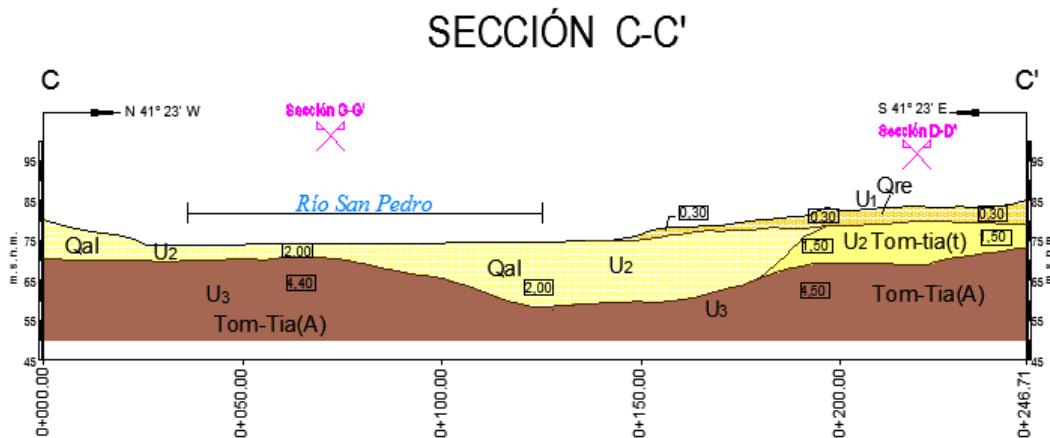 SECCIÓN C-C'
C
C'
N 41° 23' W
S 41° 23' E
Sección G-G'
Sección D-D'
95
95
85
85
75
75
65
65
55
55
45
45
m.s.n.m.
Río San Pedro
U1
Qre
0,30
0,30
0,30
Qal
U2
2,00
1,50
U2 Tom-tia(t)
1,50
Qal
U2
2,00
U3
4,40
4,50
Tom-Tia(A)
U3
Tom-Tia(A)
0+000.00
0+050.00
0+100.00
0+150.00
0+200.00
0+246.71